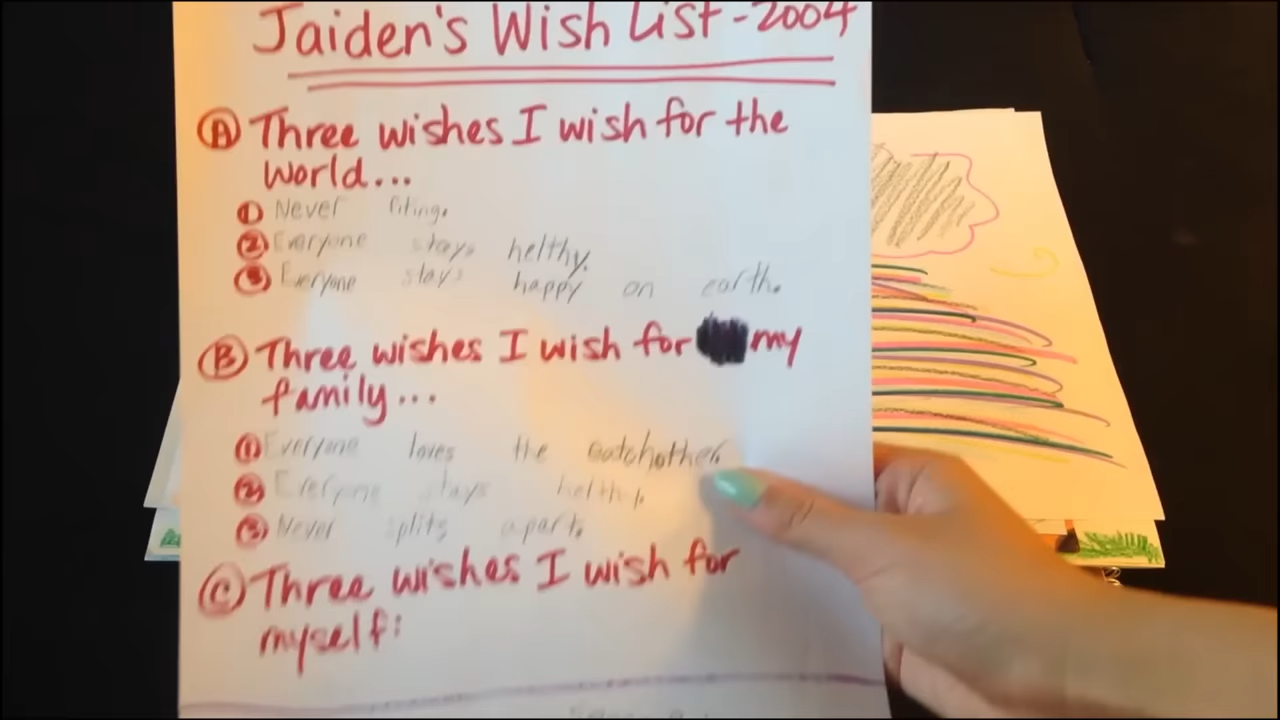 Jaiden's Wish List - 2004
Ⓐ Three wishes I wish for the
world...
① Never fiting.
② Everyone stays helthy.
③ Everyone stays happy on earth.
Ⓑ Three wishes I wish for my
family...
① Everyone loves the eatchother.
② Everyone stays helthy.
③ Never splits apart.
Ⓒ Three wishes I wish for
myself: